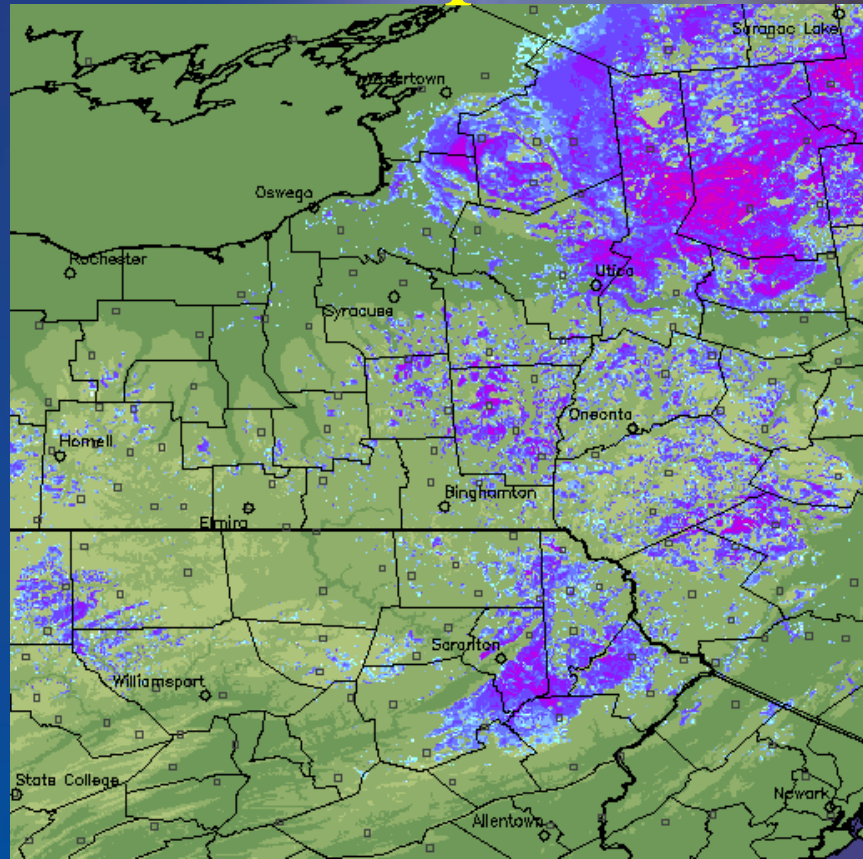 Saranac Lake
Watertown
Oswego
Rochester
Utica
Syracuse
Oneonta
Hornell
Binghamton
Elmira
Scranton
Williamsport
State College
Newark
Allentown